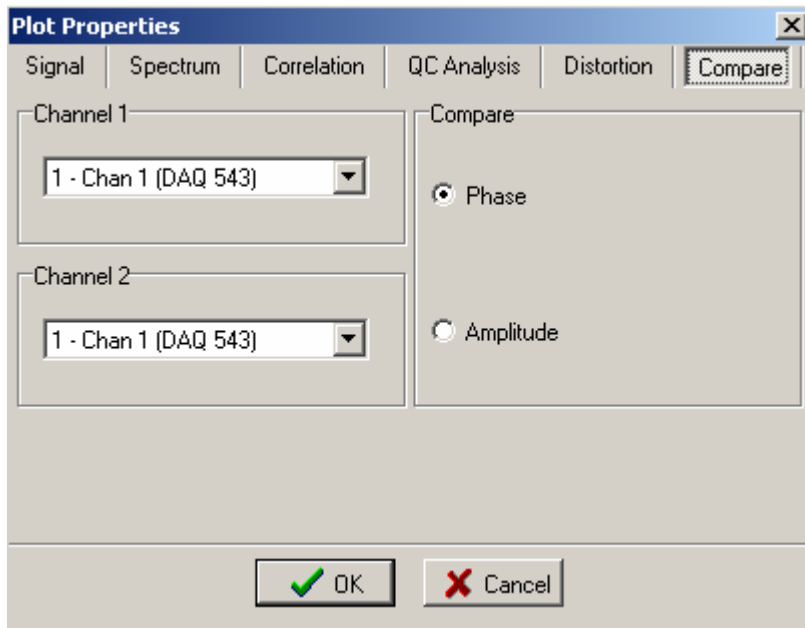 Plot Properties
Signal Spectrum Correlation QC Analysis Distortion Compare
Channel 1
1 - Chan 1 (DAQ 543)
Channel 2
1 - Chan 1 (DAQ 543)
Compare
Phase
Amplitude
OK Cancel